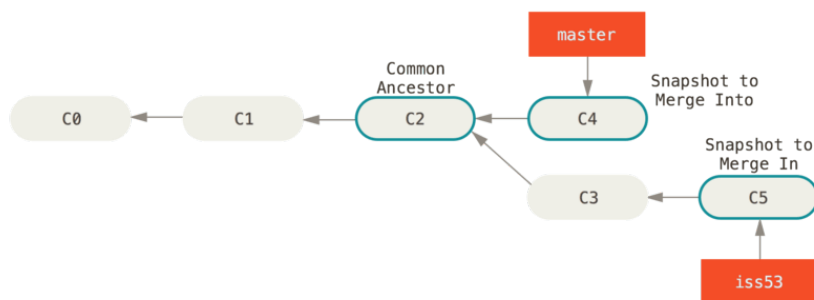 master
Common
Ancestor
Snapshot to
Merge Into
C0
C1
C2
C4
Snapshot to
Merge In
C3
C5
iss53